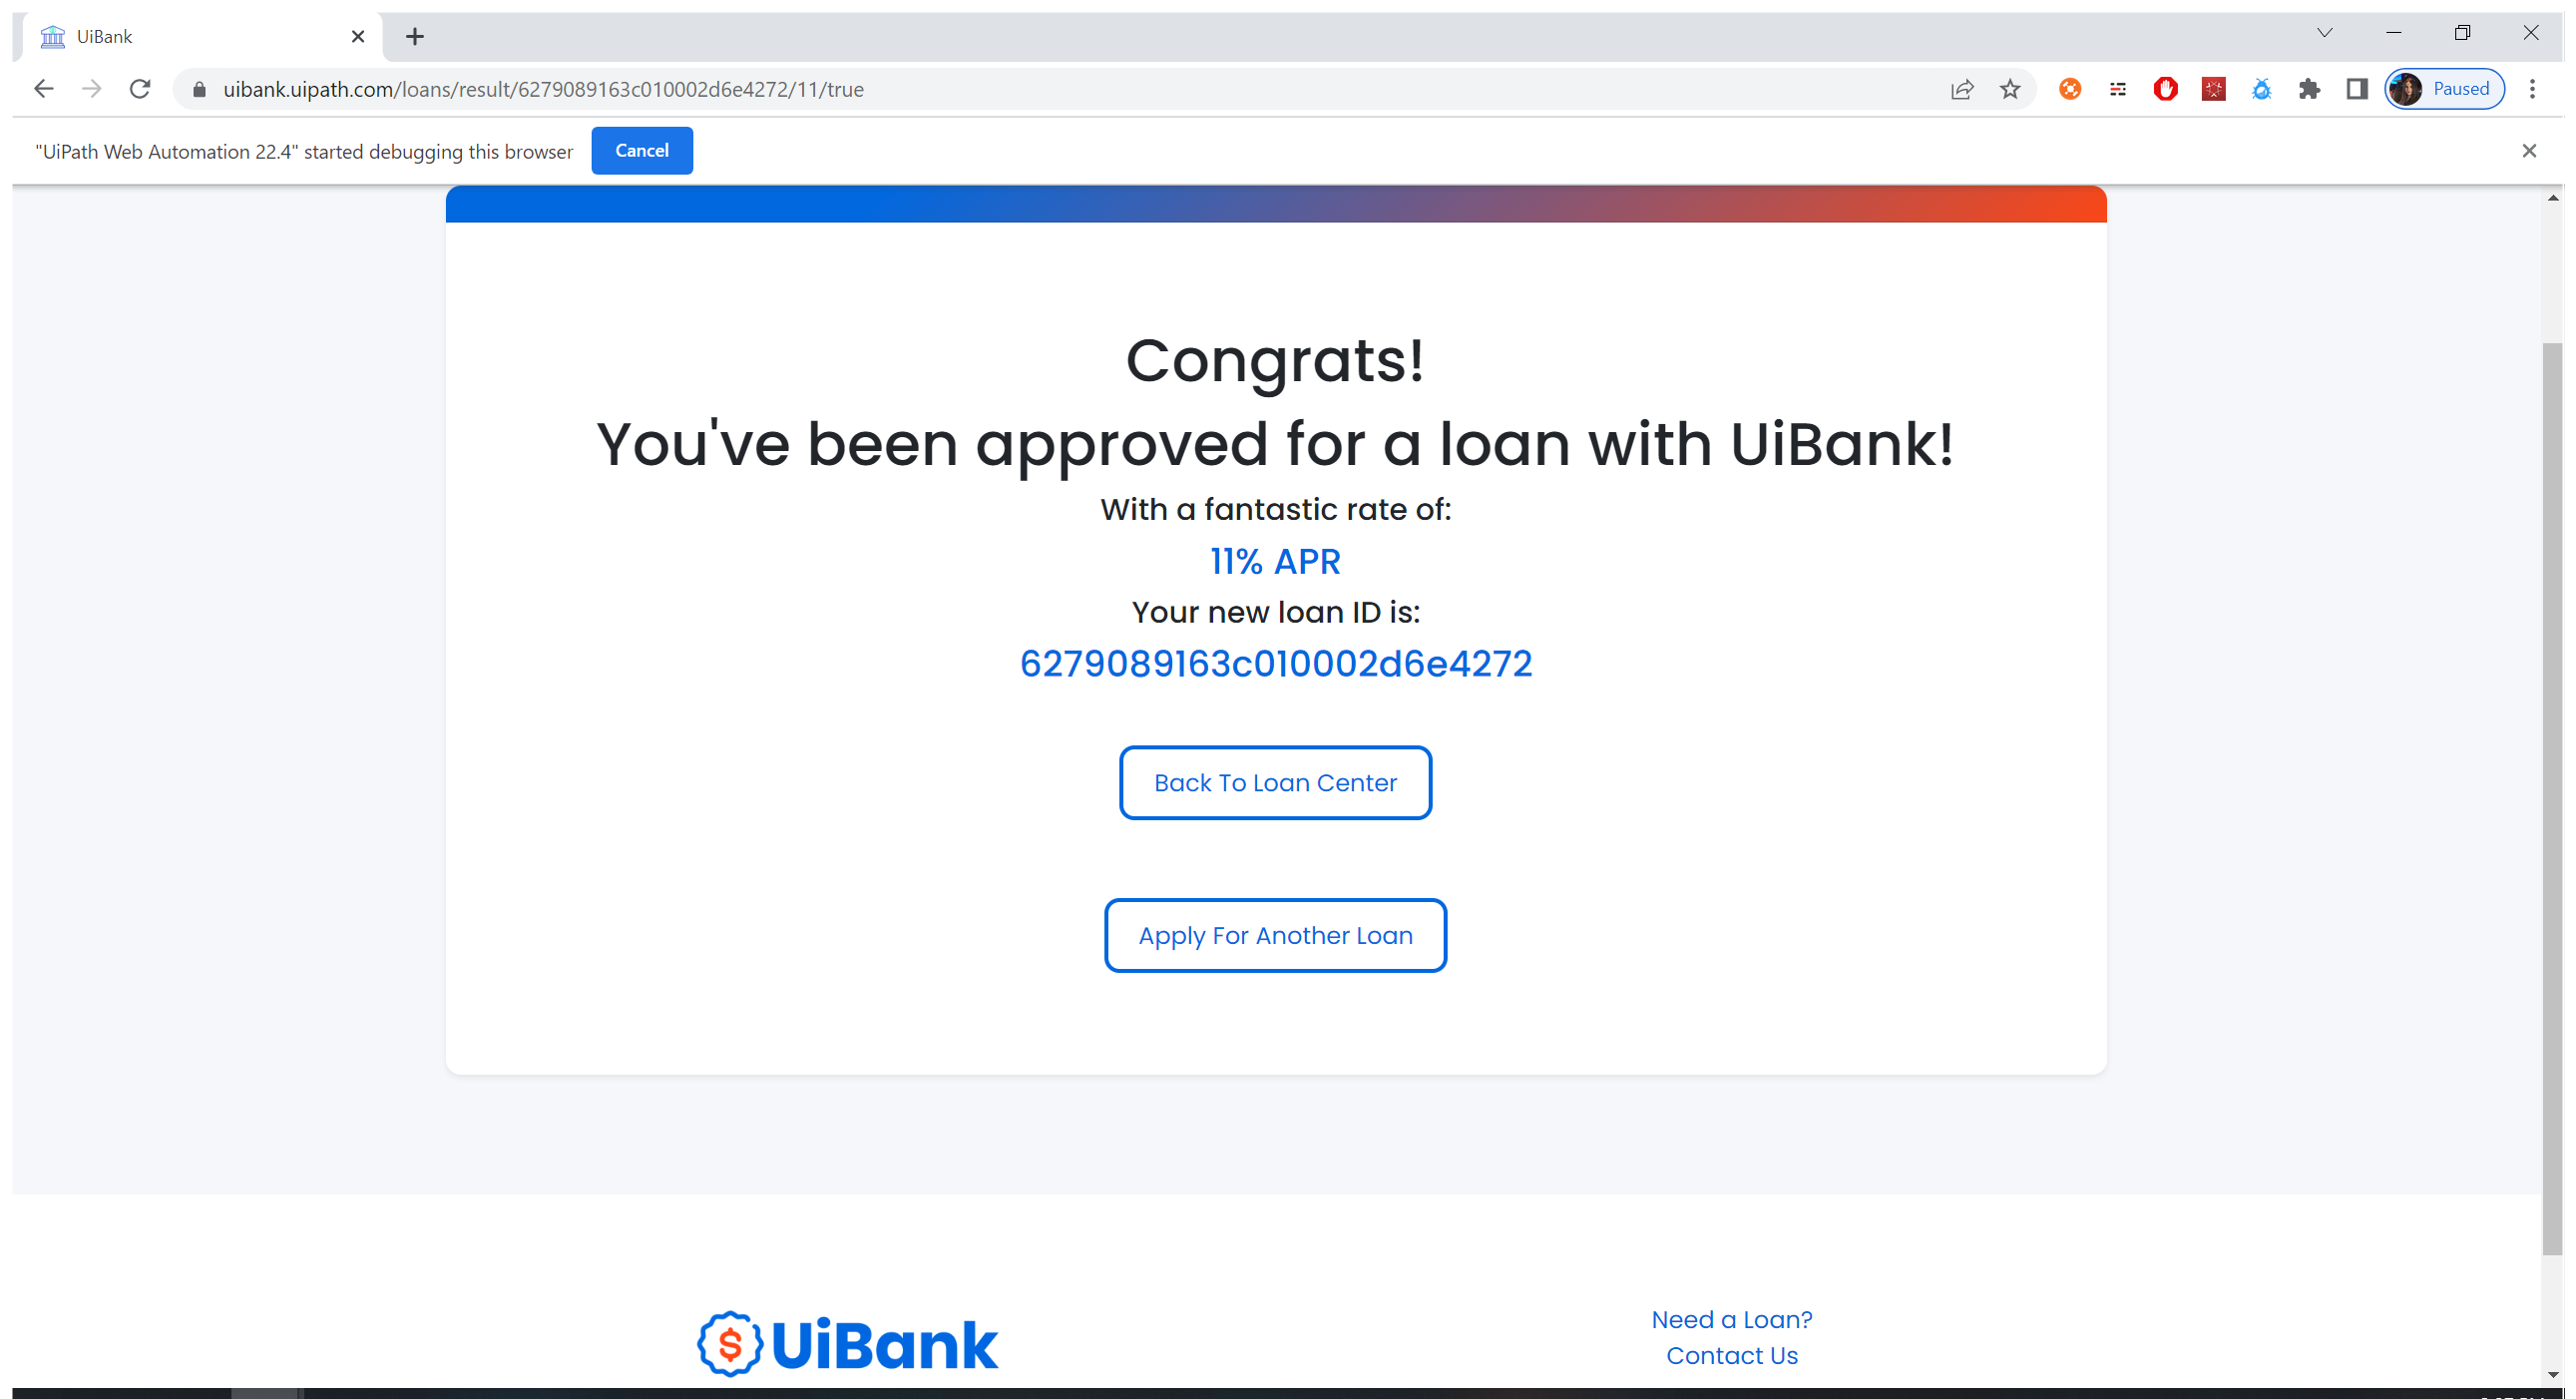 UiBank
uibank.uipath.com/loans/result/6279089163c010002d6e4272/11/true
Paused
"UiPath Web Automation 22.4" started debugging this browser
Cancel
Congrats!
You've been approved for a loan with UiBank!
With a fantastic rate of:
11% APR
Your new loan ID is:
6279089163c010002d6e4272
Back To Loan Center
Apply For Another Loan
UiBank
Need a Loan?
Contact Us